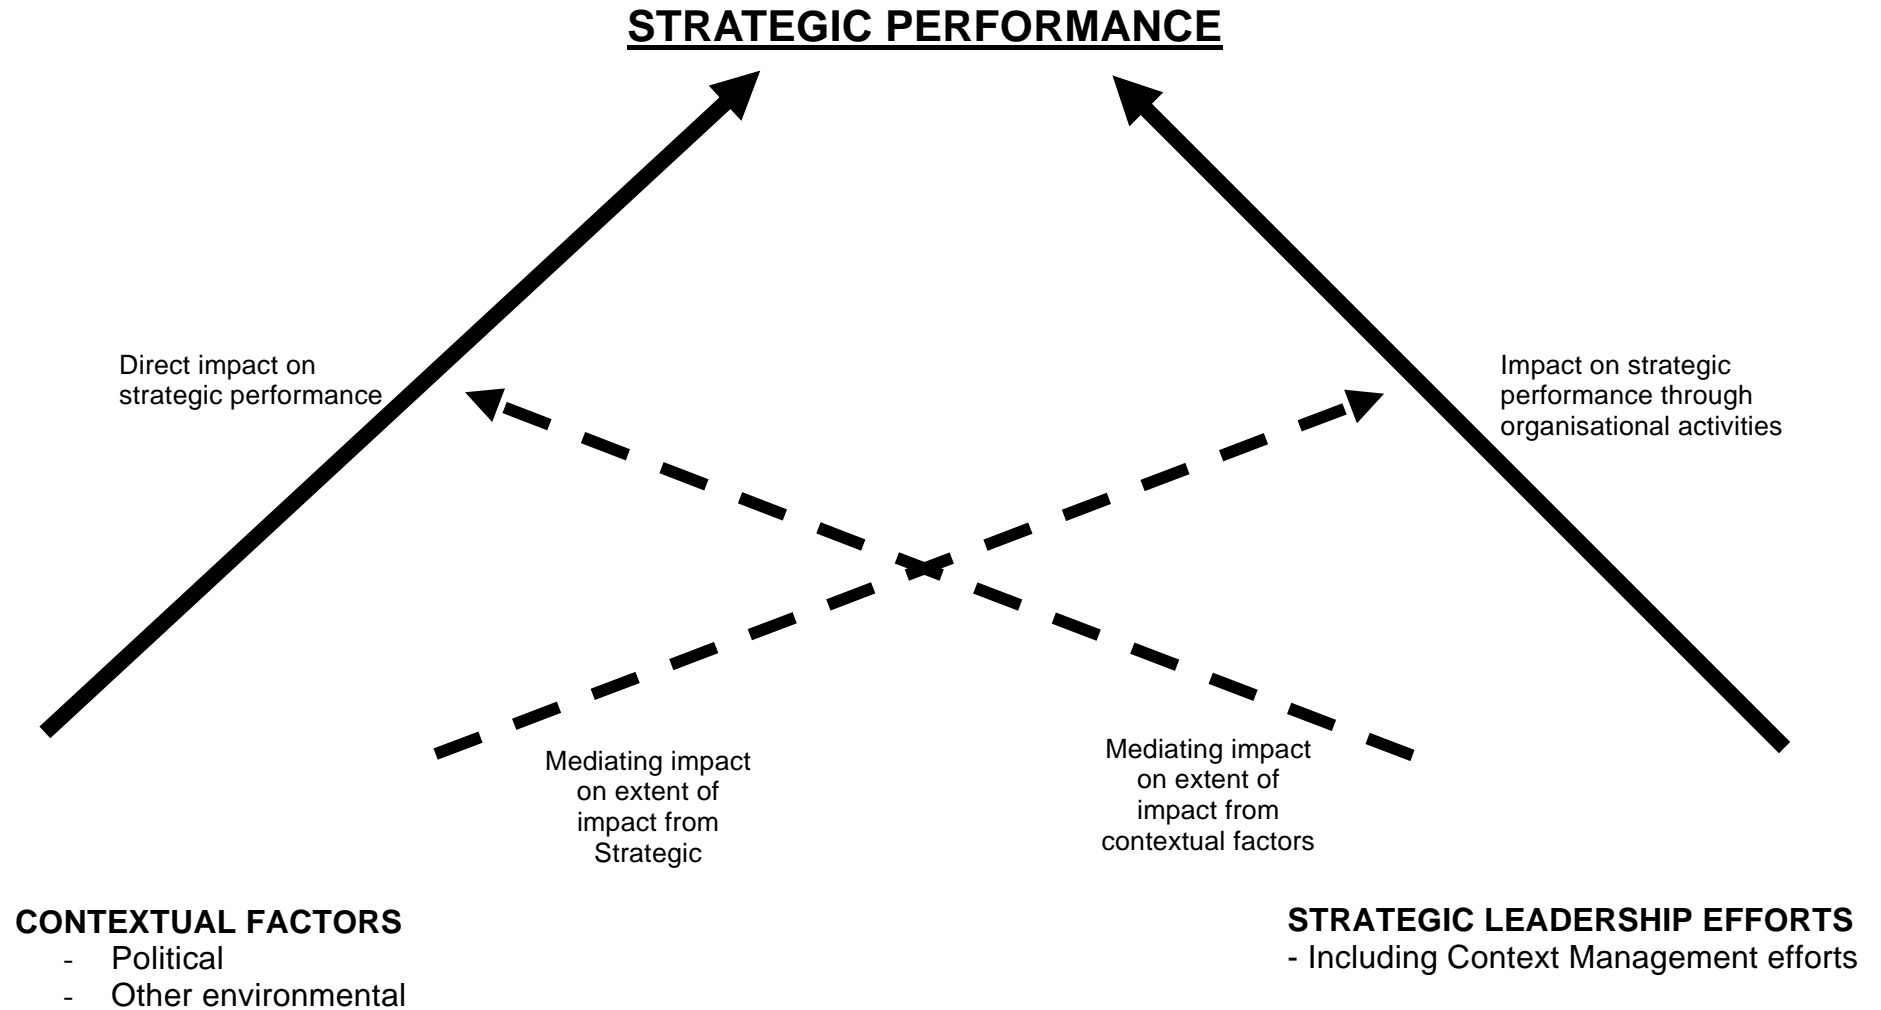 STRATEGIC PERFORMANCE
Direct impact on
strategic performance
Impact on strategic
performance through
organisational activities
Mediating impact
on extent of
impact from
Strategic
Mediating impact
on extent of
impact from
contextual factors
CONTEXTUAL FACTORS
- Political
- Other environmental
STRATEGIC LEADERSHIP EFFORTS
- Including Context Management efforts